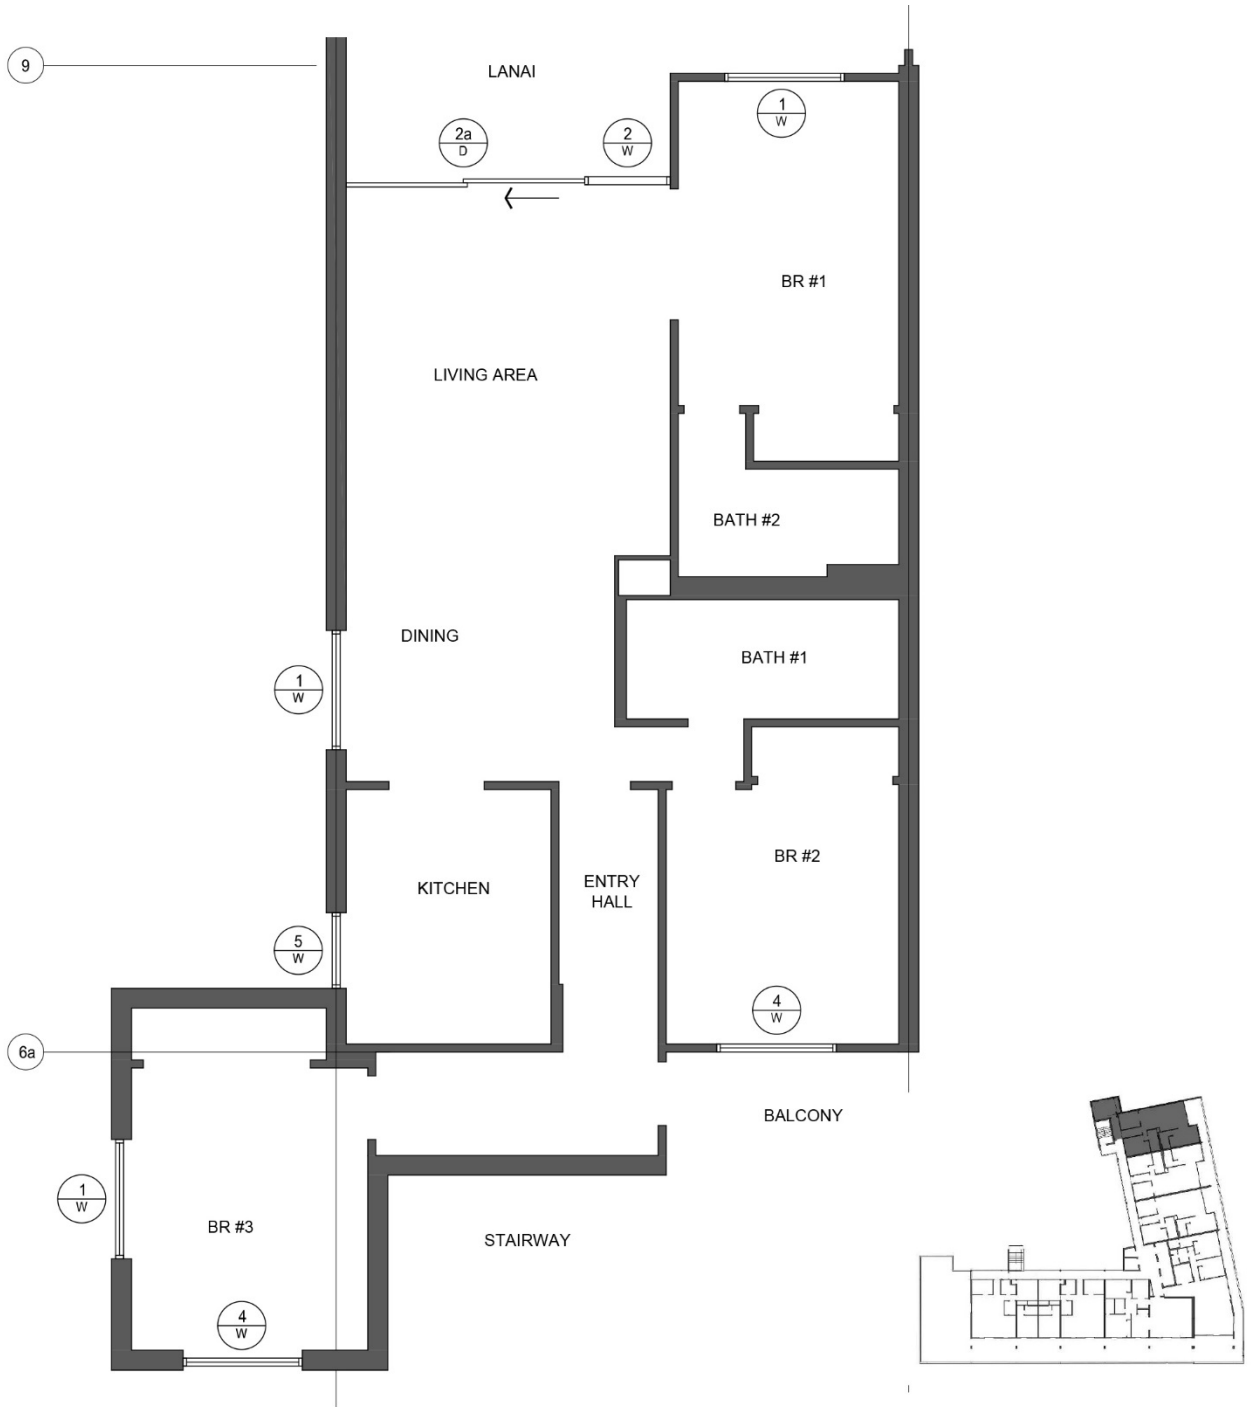 9
LANAI
1
W
2a
D
2
W
BR #1
LIVING AREA
BATH #2
DINING
BATH #1
1
W
BR #2
KITCHEN
ENTRY
HALL
5
W
4
W
6a
BALCONY
1
W
BR #3
STAIRWAY
4
W